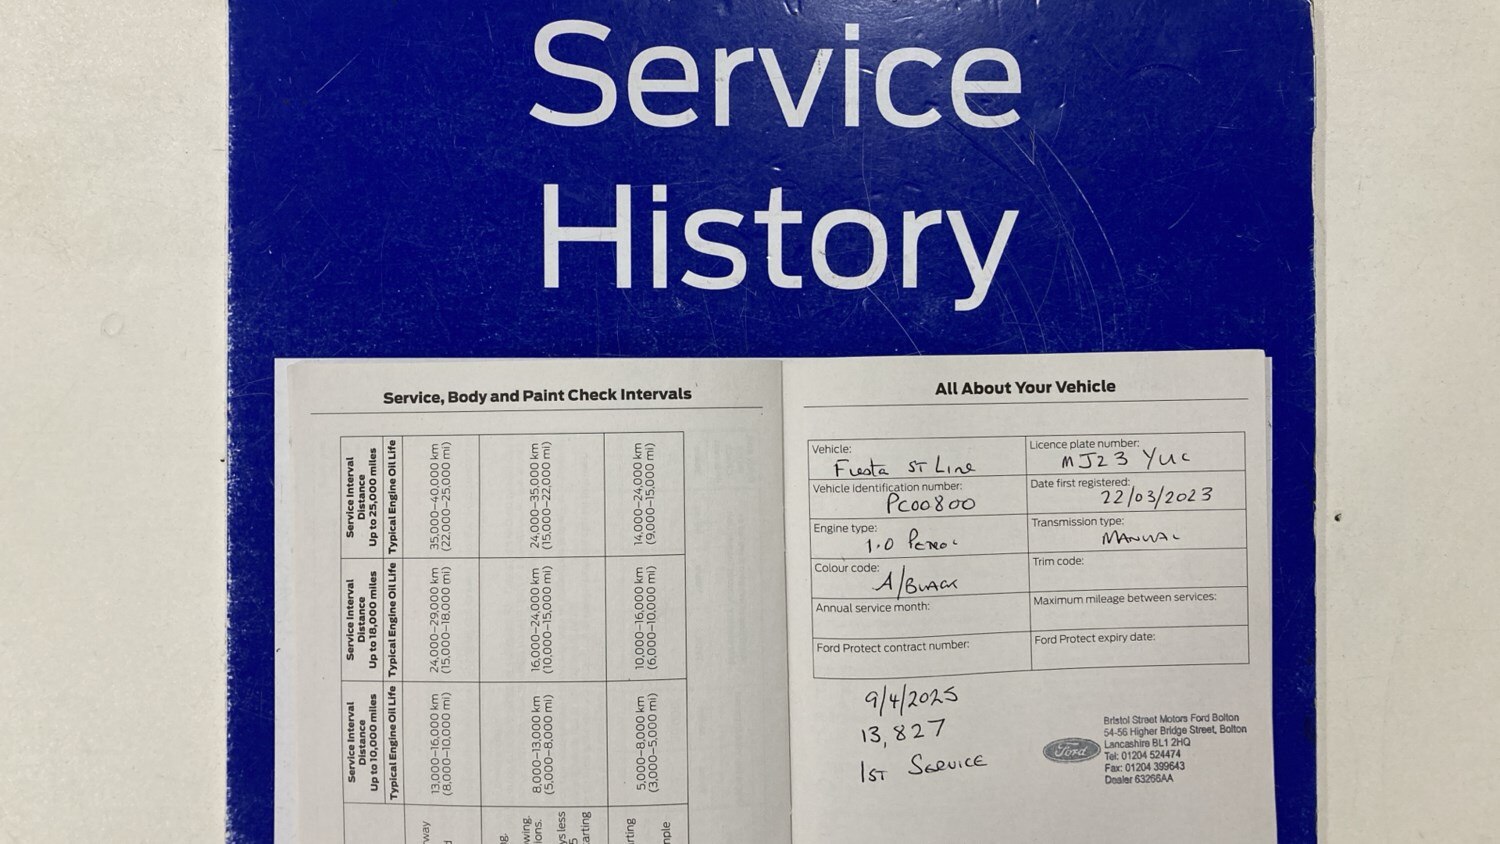 Service
History
Service, Body and Paint Check Intervals
Service Interval
Distance
Up to 25,000 miles
Typical Engine Oil Life
35,000–40,000 km
(22,000–25,000 mi)
24,000–35,000 km
(15,000–22,000 mi)
14,000–24,000 km
(9,000–15,000 mi)
Service Interval
Distance
Up to 18,000 miles
Typical Engine Oil Life
24,000–29,000 km
(15,000–18,000 mi)
16,000–24,000 km
(10,000–15,000 mi)
10,000–16,000 km
(6,000–10,000 mi)
Service Interval
Distance
Up to 10,000 miles
Typical Engine Oil Life
13,000–16,000 km
(8,000–10,000 mi)
8,000–13,000 km
(5,000–8,000 mi)
5,000–8,000 km
(3,000–5,000 mi)
All About Your Vehicle
Vehicle:
Fiesta ST Line
Licence plate number:
MJ23 YUC
Vehicle identification number:
PC00800
Date first registered:
22/03/2023
Engine type:
1.0 Petrol
Transmission type:
MANUAL
Colour code:
A/BLACK
Trim code:
Annual service month:
Maximum mileage between services:
Ford Protect contract number:
Ford Protect expiry date:
9/4/2025
13,827
1ST SERVICE
Ford
Bristol Street Motors Ford Bolton
54-56 Higher Bridge Street, Bolton
Lancashire BL1 2HQ
Tel: 01204 524474
Fax: 01204 399643
Dealer 63266AA